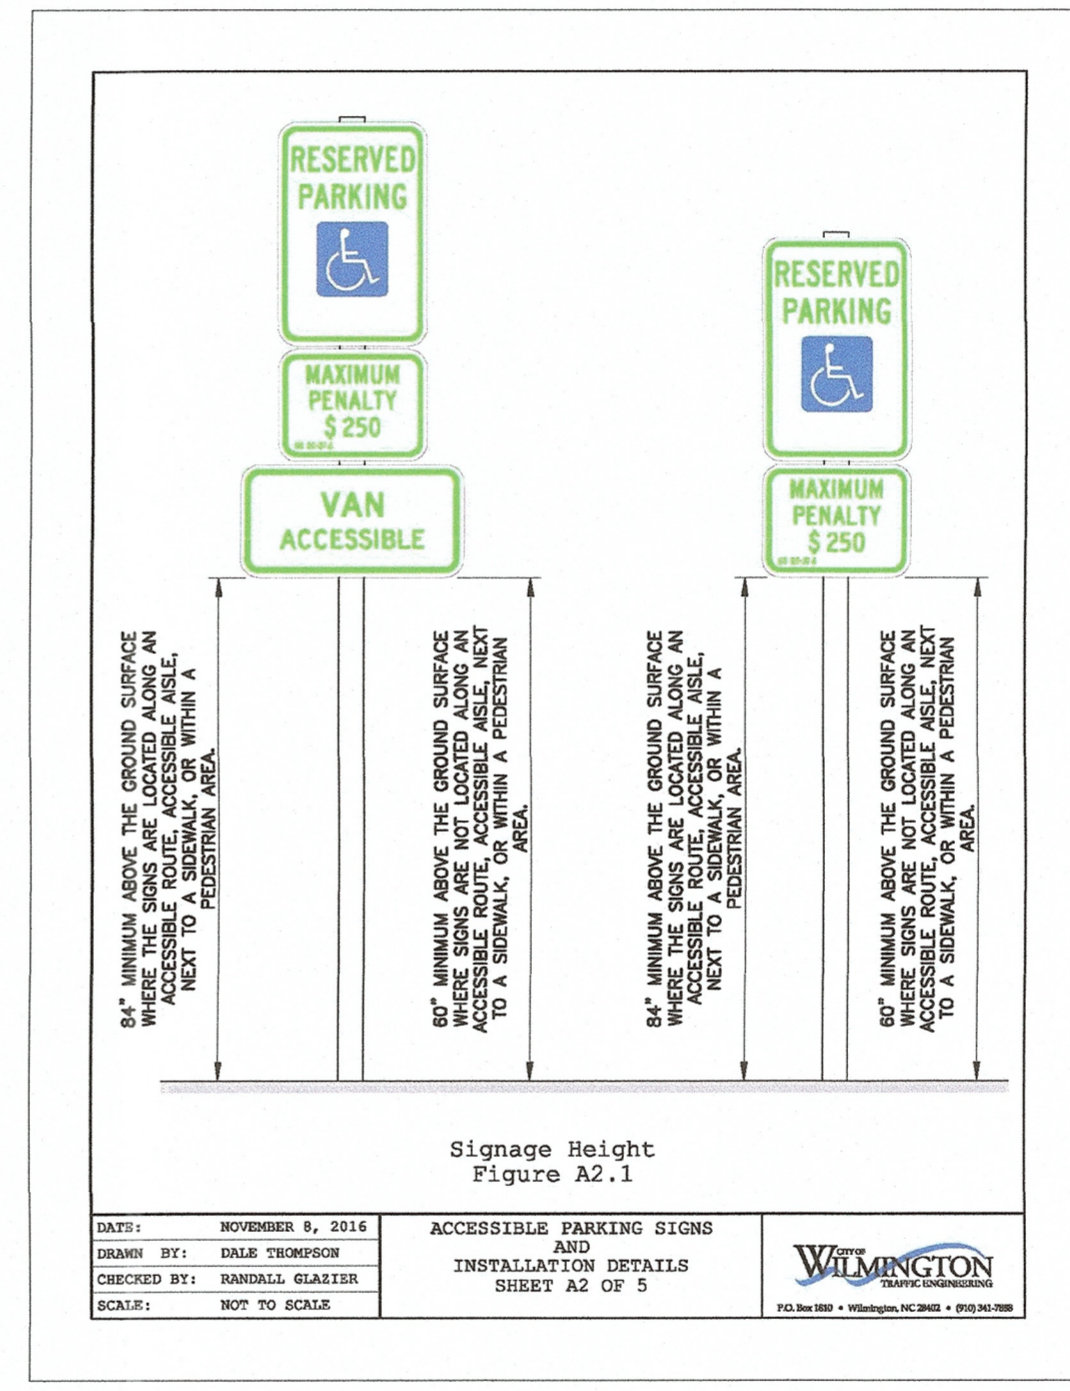 RESERVED
PARKING
MAXIMUM
PENALTY
$ 250
VAN
ACCESSIBLE
RESERVED
PARKING
MAXIMUM
PENALTY
$ 250
84" MINIMUM ABOVE THE GROUND SURFACE
WHERE THE SIGNS ARE LOCATED ALONG AN
ACCESSIBLE ROUTE, ACCESSIBLE AISLE,
NEXT TO A SIDEWALK, OR WITHIN A
PEDESTRIAN AREA.
60" MINIMUM ABOVE THE GROUND SURFACE
WHERE SIGNS ARE NOT LOCATED ALONG AN
ACCESSIBLE ROUTE, ACCESSIBLE AISLE, NEXT
TO A SIDEWALK, OR WITHIN A PEDESTRIAN
AREA.
84" MINIMUM ABOVE THE GROUND SURFACE
WHERE THE SIGNS ARE LOCATED ALONG AN
ACCESSIBLE ROUTE, ACCESSIBLE AISLE,
NEXT TO A SIDEWALK, OR WITHIN A
PEDESTRIAN AREA.
60" MINIMUM ABOVE THE GROUND SURFACE
WHERE SIGNS ARE NOT LOCATED ALONG AN
ACCESSIBLE ROUTE, ACCESSIBLE AISLE, NEXT
TO A SIDEWALK, OR WITHIN A PEDESTRIAN
AREA.
Signage Height
Figure A2.1
DATE: NOVEMBER 8, 2016
DRAWN BY: DALE THOMPSON
CHECKED BY: RANDALL GLAZIER
SCALE: NOT TO SCALE
ACCESSIBLE PARKING SIGNS
AND
INSTALLATION DETAILS
SHEET A2 OF 5
CITY OF
WILMINGTON
TRAFFIC ENGINEERING
P.O. Box 1810 • Wilmington, NC 28402 • (910) 341-7888